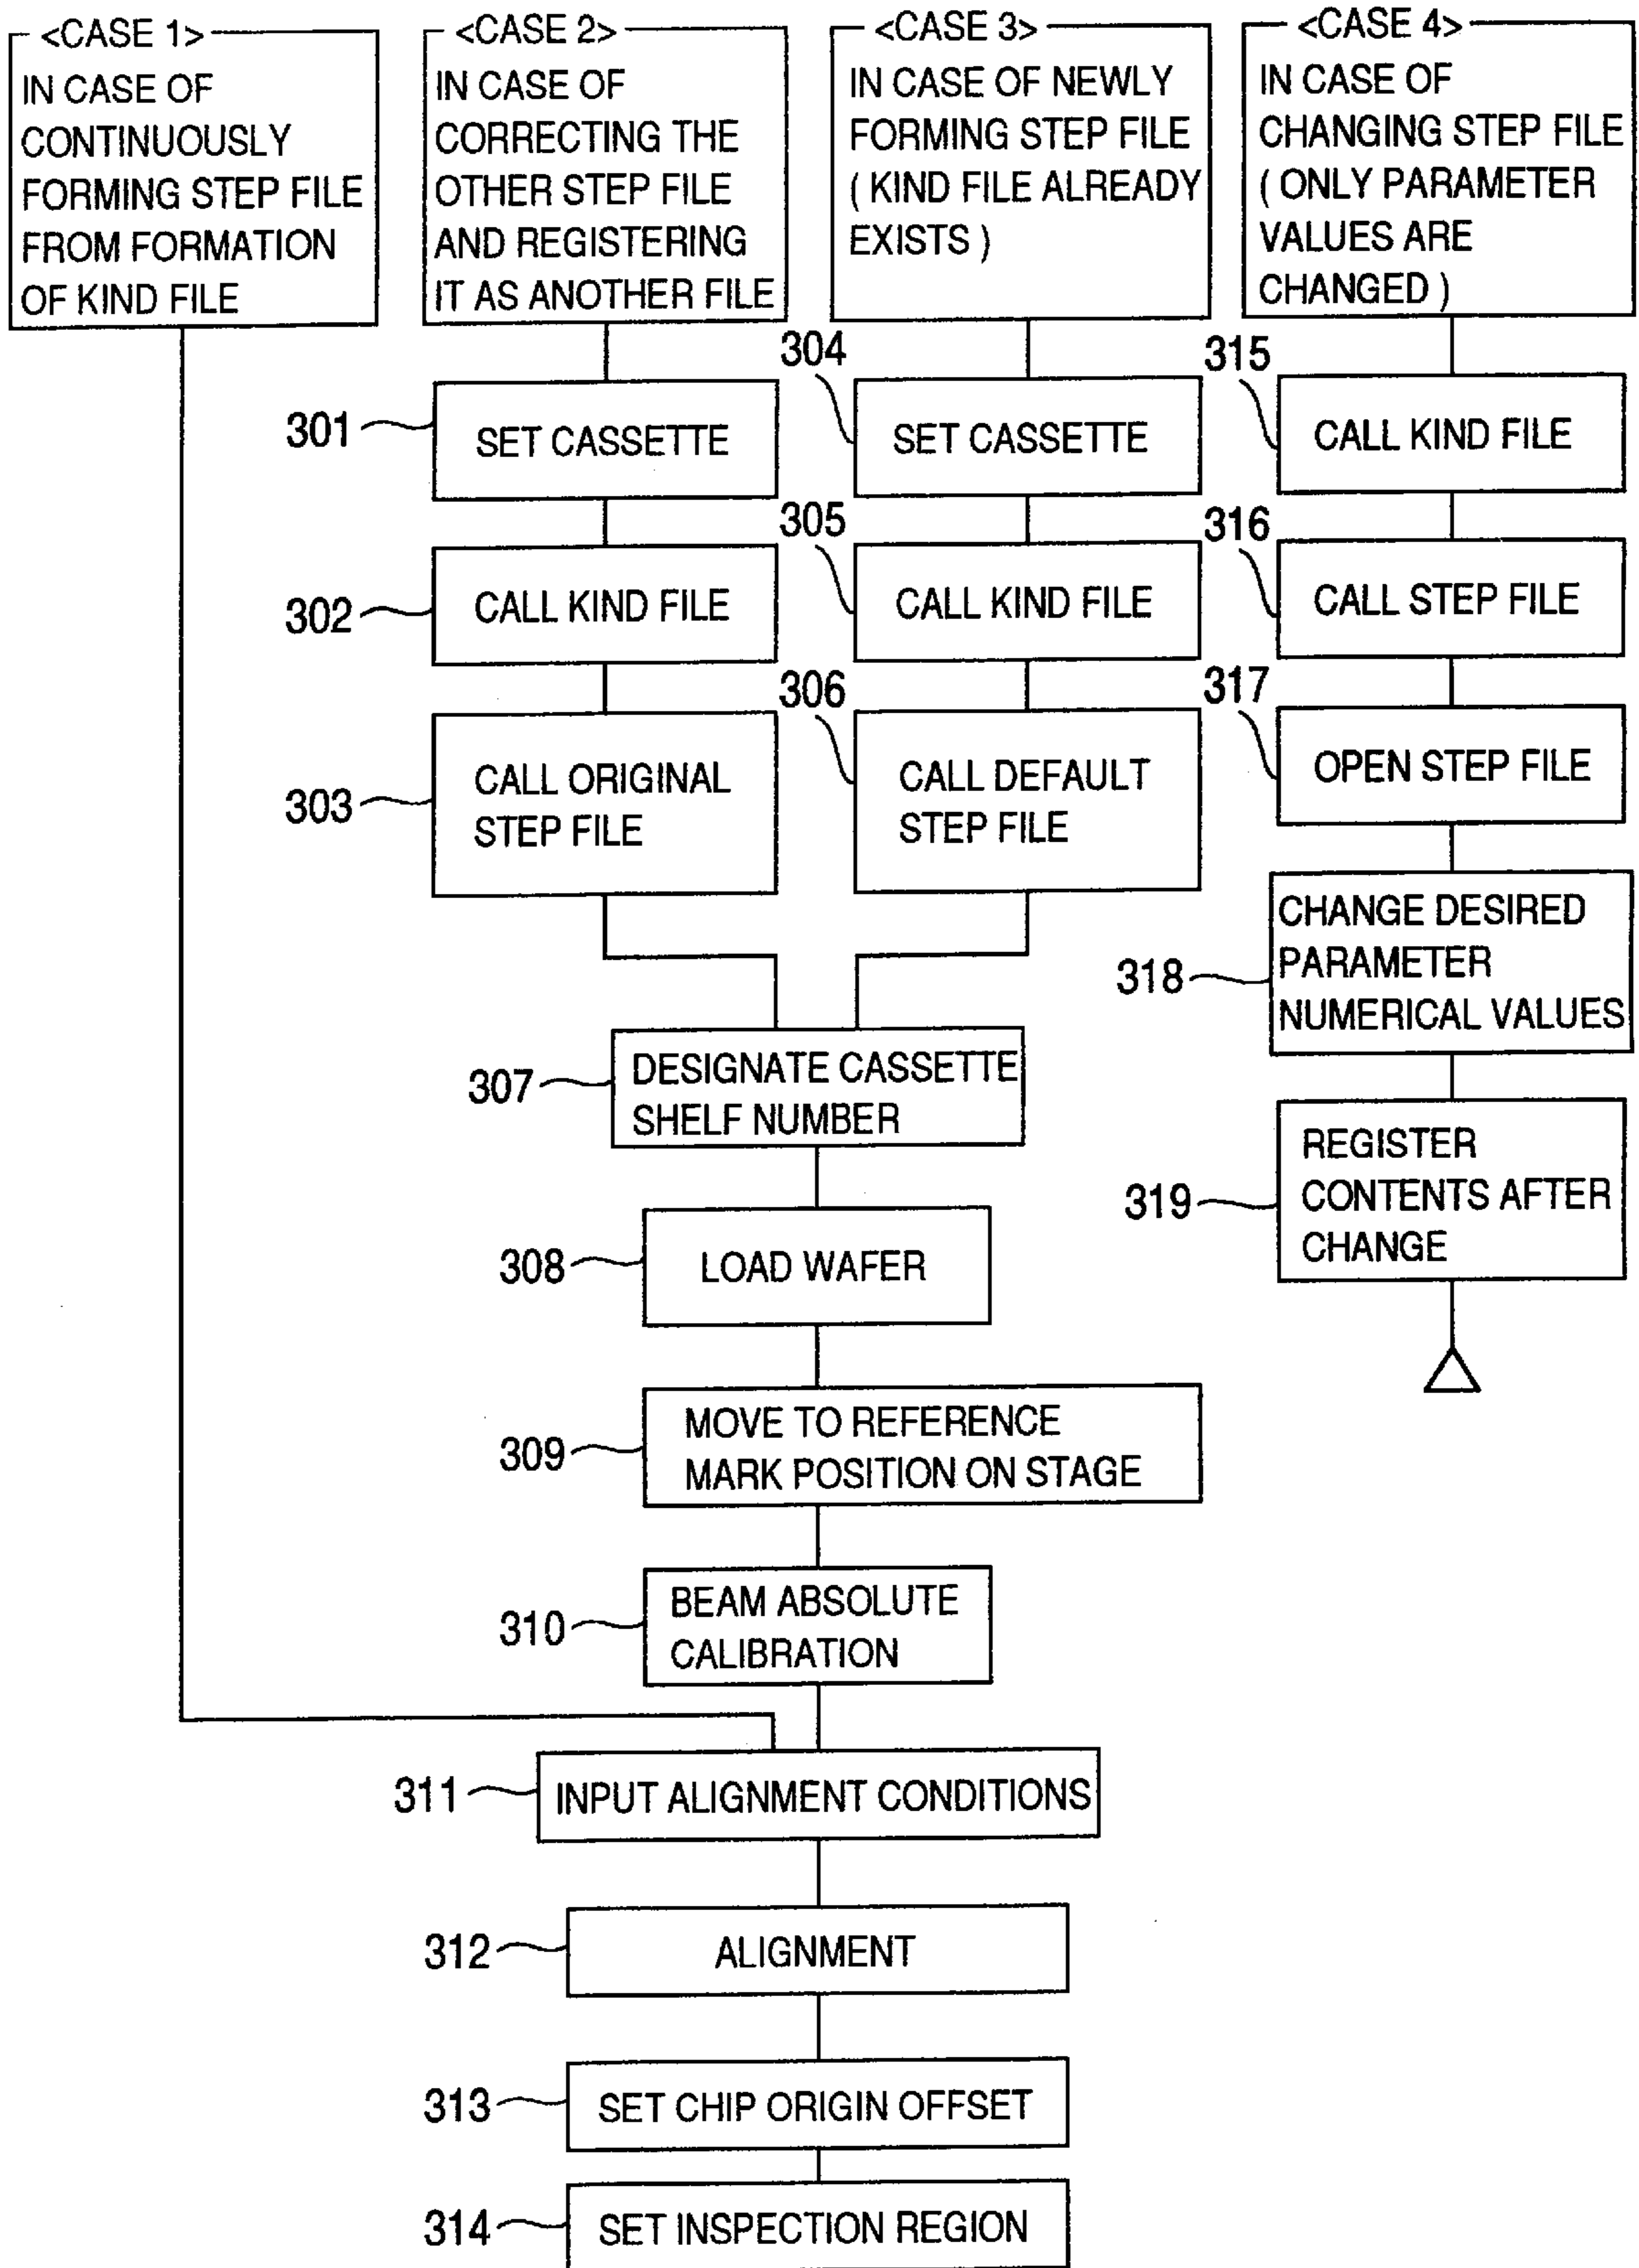 <CASE 1>
IN CASE OF
CONTINUOUSLY
FORMING STEP FILE
FROM FORMATION
OF KIND FILE
<CASE 2>
IN CASE OF
CORRECTING THE
OTHER STEP FILE
AND REGISTERING
IT AS ANOTHER FILE
<CASE 3>
IN CASE OF NEWLY
FORMING STEP FILE
( KIND FILE ALREADY
EXISTS )
<CASE 4>
IN CASE OF
CHANGING STEP FILE
( ONLY PARAMETER
VALUES ARE
CHANGED )
301
SET CASSETTE
302
CALL KIND FILE
303
CALL ORIGINAL
STEP FILE
304
SET CASSETTE
305
CALL KIND FILE
306
CALL DEFAULT
STEP FILE
315
CALL KIND FILE
316
CALL STEP FILE
317
OPEN STEP FILE
318
CHANGE DESIRED
PARAMETER
NUMERICAL VALUES
319
REGISTER
CONTENTS AFTER
CHANGE
307
DESIGNATE CASSETTE
SHELF NUMBER
308
LOAD WAFER
309
MOVE TO REFERENCE
MARK POSITION ON STAGE
310
BEAM ABSOLUTE
CALIBRATION
311
INPUT ALIGNMENT CONDITIONS
312
ALIGNMENT
313
SET CHIP ORIGIN OFFSET
314
SET INSPECTION REGION